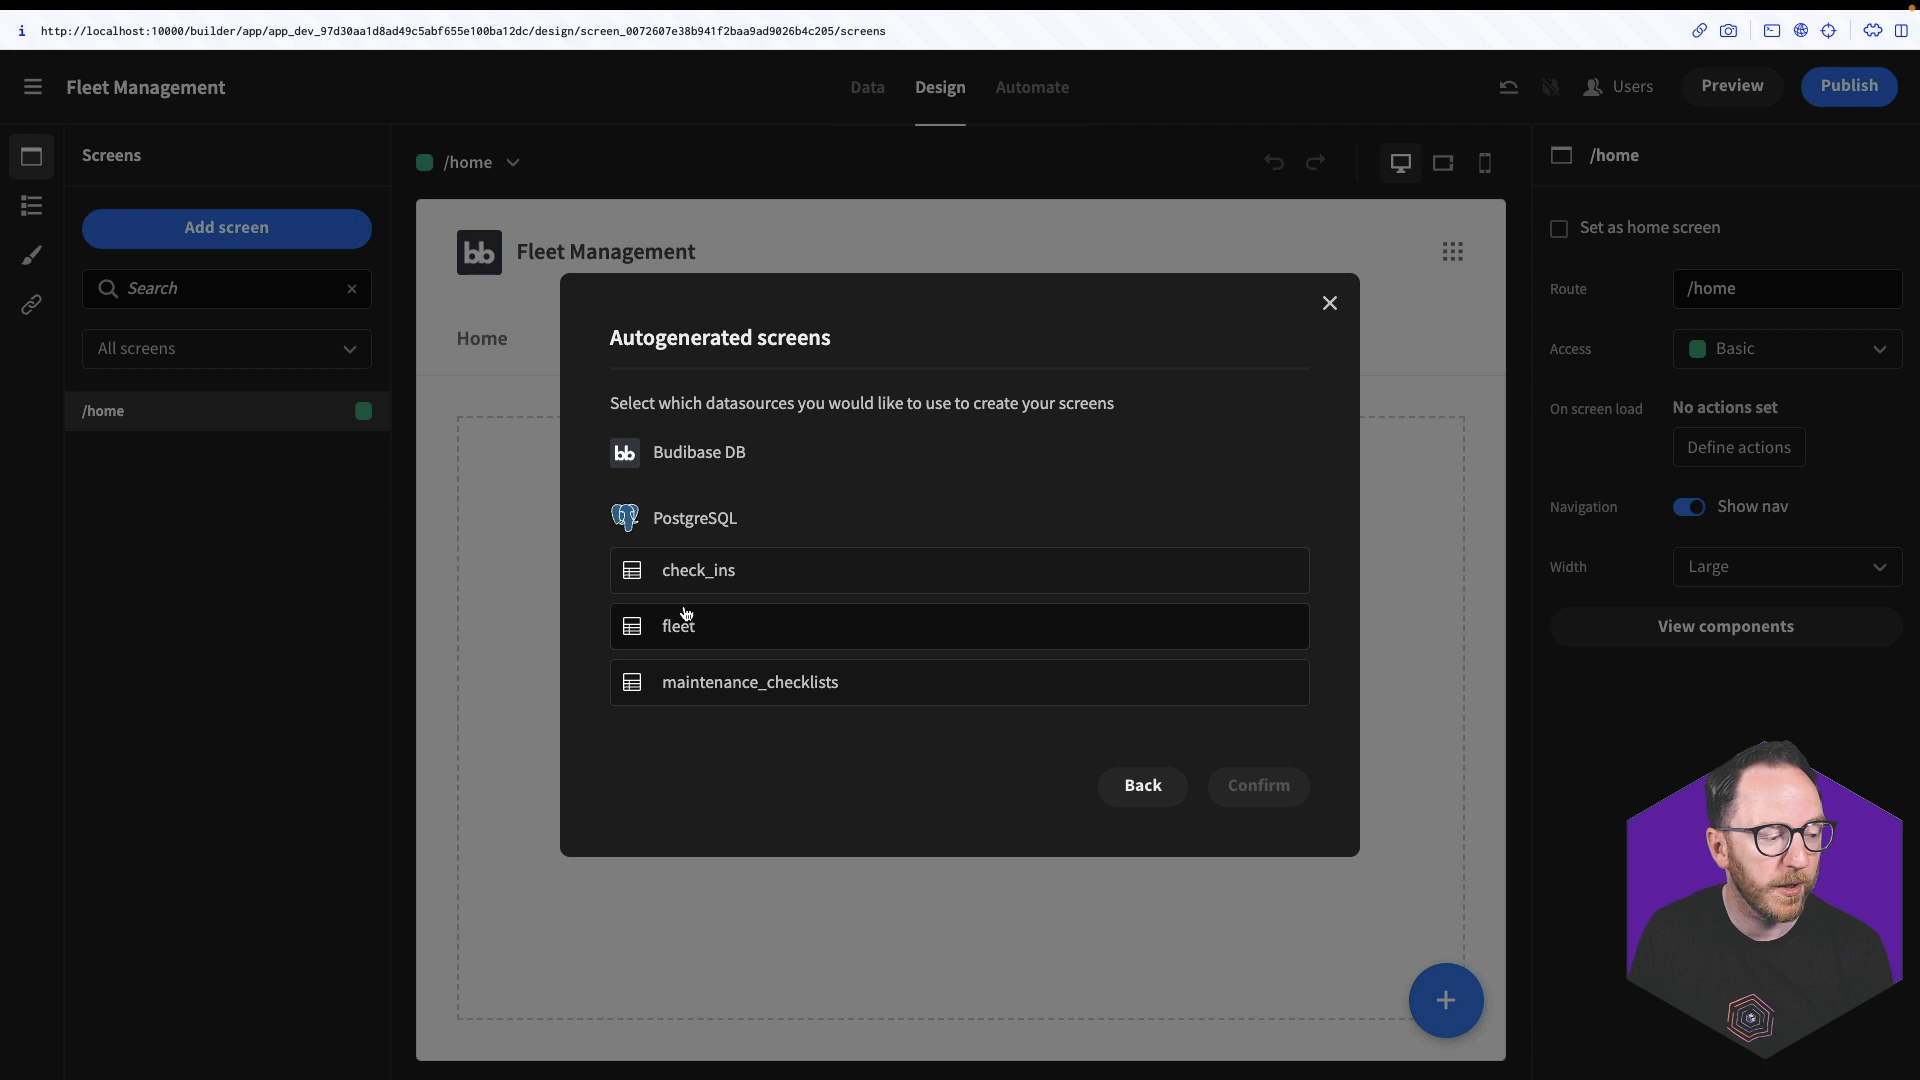 http://localhost:10000/builder/app/app_dev_97d30aa1d8ad49c5abf655e100ba12dc/design/screen_0072607e38b941f2baa9ad9026b4c205/screens
Fleet Management
Data
Design
Automate
Users
Preview
Publish
Screens
Add screen
Search
All screens
/home
/home
bb
Fleet Management
Home
Autogenerated screens
Select which datasources you would like to use to create your screens
bb
Budibase DB
PostgreSQL
check_ins
fleet
maintenance_checklists
Back
Confirm
/home
Set as home screen
Route
/home
Access
Basic
On screen load
No actions set
Define actions
Navigation
Show nav
Width
Large
View components